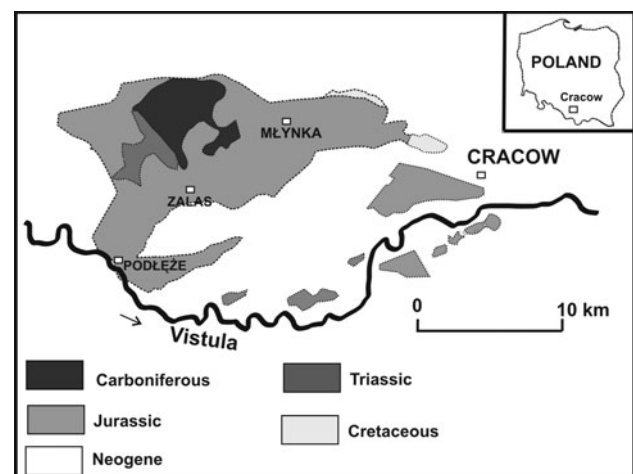 POLAND
Cracow
MŁYNKA
CRACOW
ZALAS
PODŁĘŻE
0 10 km
Vistula
Carboniferous
Triassic
Jurassic
Cretaceous
Neogene